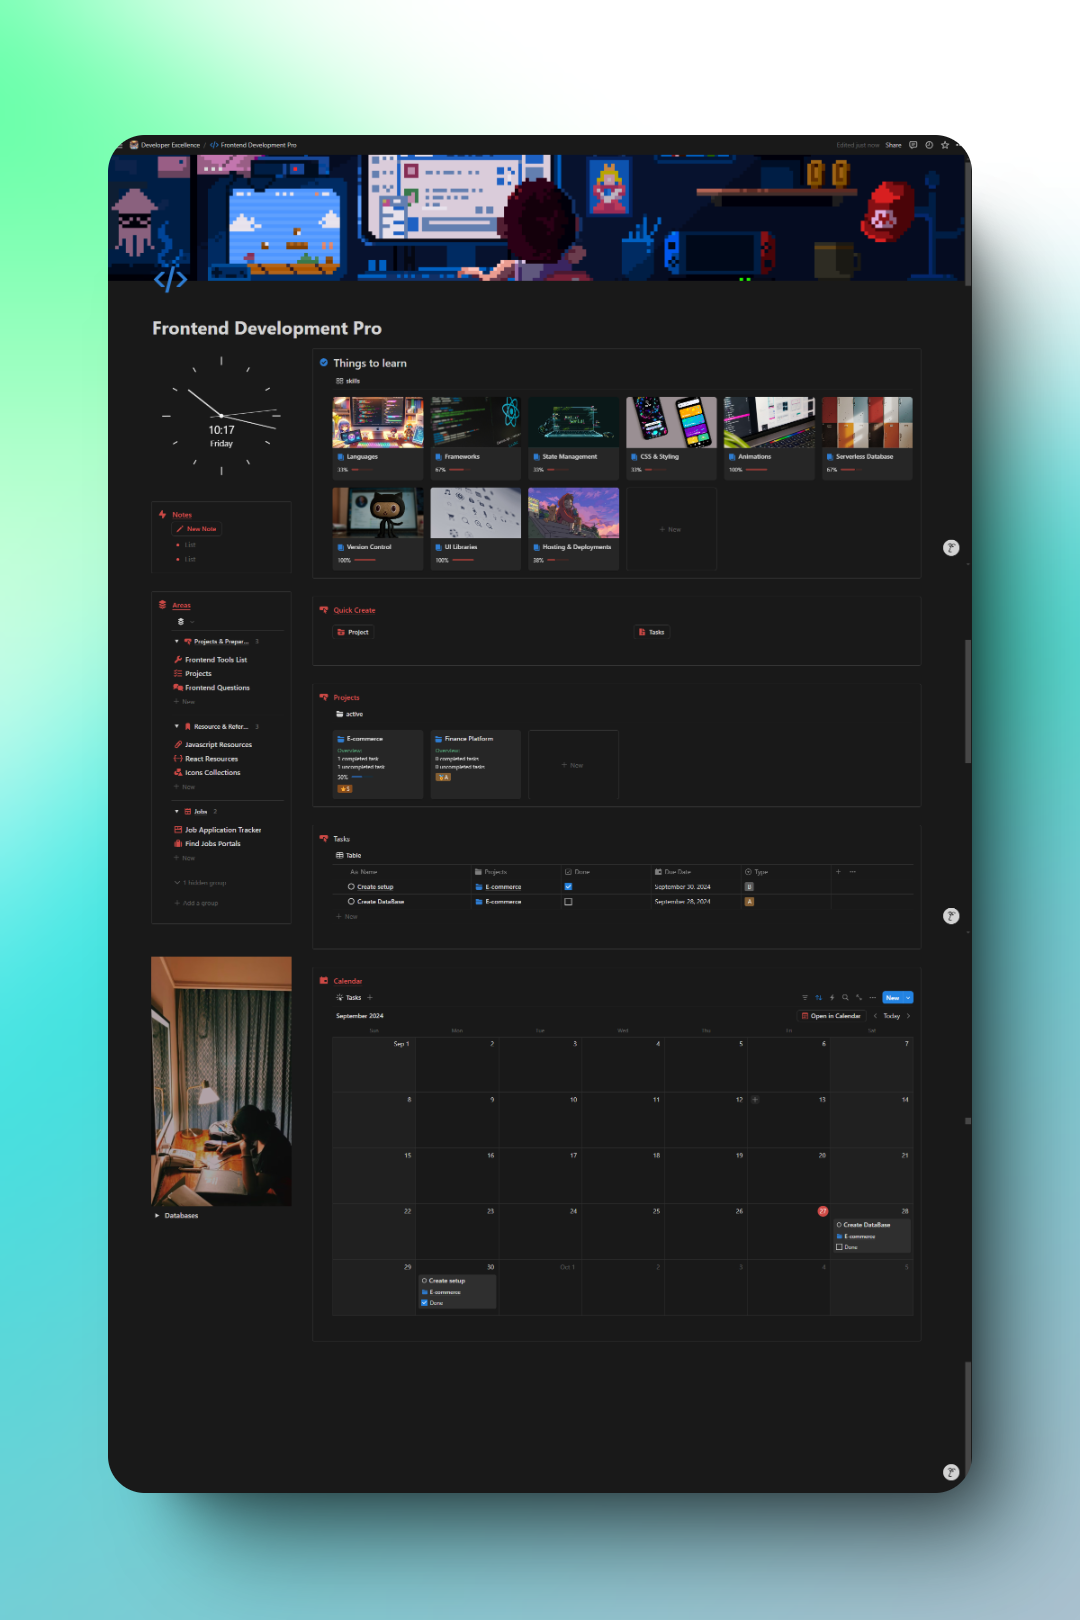 Developer Excellence / </> Frontend Development Pro
Edited just now Share
Frontend Development Pro
10:17
Friday
Notes
New Note
List
List
Areas
Projects & Prepar... 3
Frontend Tools List
Projects
Frontend Questions
+ New
Resource & Refer... 3
Javascript Resources
React Resources
Icons Collections
+ New
Jobs 2
Job Application Tracker
Find Jobs Portals
+ New
1 hidden group
+ Add a group
Databases
Things to learn
skills
Languages
33%
Frameworks
67%
State Management
33%
CSS & Styling
33%
Animations
100%
Serverless Database
67%
Version Control
100%
UI Libraries
100%
Hosting & Deployments
38%
+ New
Quick Create
Project
Tasks
Projects
active
E-commerce
Overview:
1 completed task
1 uncompleted task
50%
Finance Platform
Overview:
0 completed tasks
0 uncompleted tasks
+ New
Tasks
Table
Aa Name Projects Done Due Date Type + ...
Create setup E-commerce September 30, 2024 B
Create DataBase E-commerce September 28, 2024 A
+ New
Calendar
Tasks +
New
September 2024 Open in Calendar < Today >
Sun Mon Tue Wed Thu Fri Sat
Sep 1 2 3 4 5 6 7
8 9 10 11 12 + 13 14
15 16 17 18 19 20 21
22 23 24 25 26 27 28
Create DataBase
E-commerce
Done
29 30 Oct 1 2 3 4 5
Create setup
E-commerce
Done